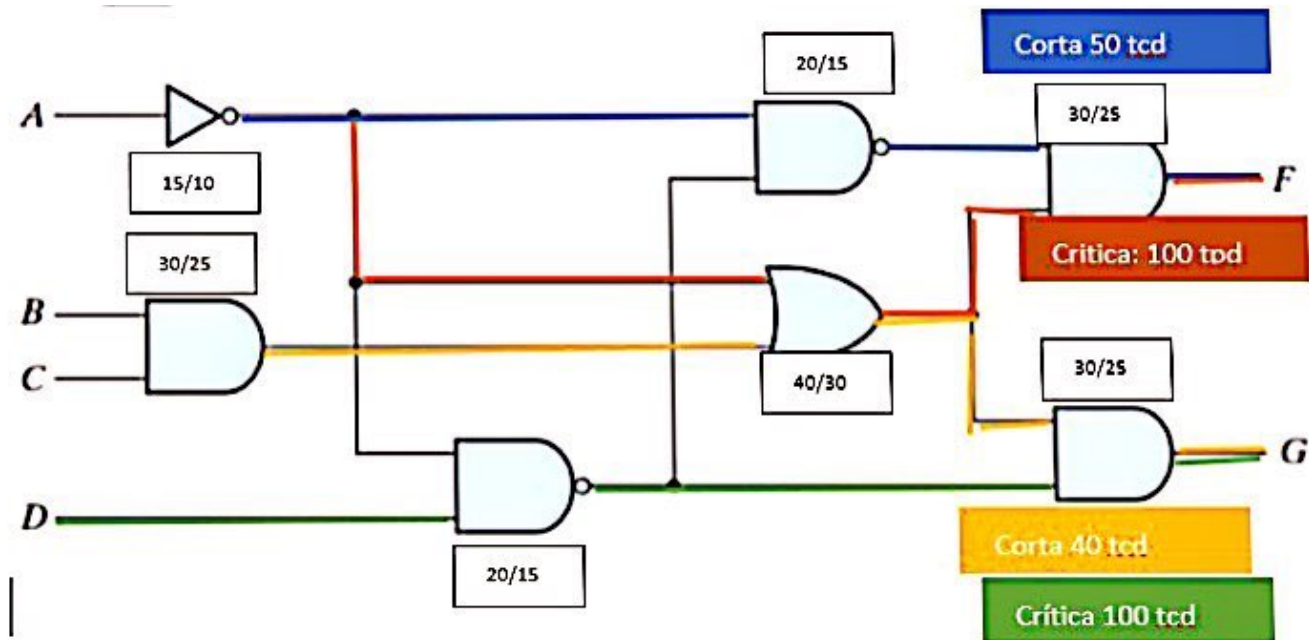 Corta 50 tcd
20/15
30/25
A
F
15/10
Critica: 100 tpd
30/25
B
C
40/30
30/25
G
D
Corta 40 tcd
20/15
Crítica 100 tcd